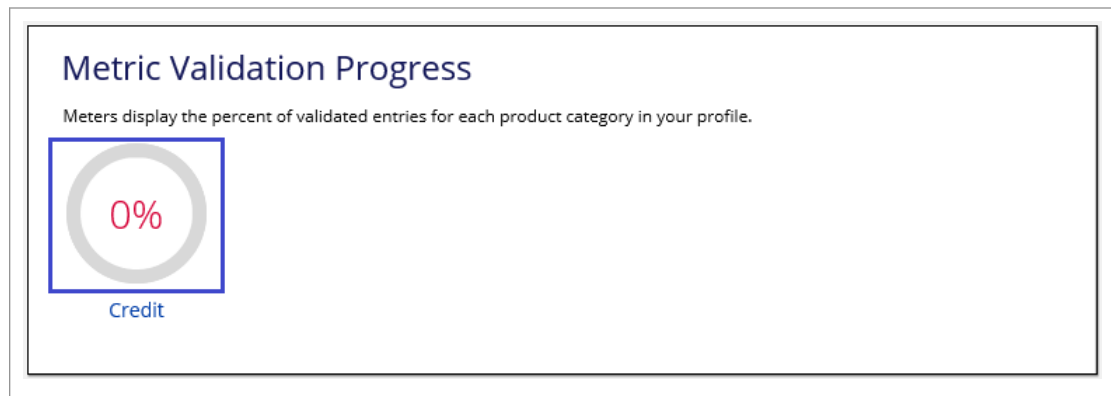 Metric Validation Progress
Meters display the percent of validated entries for each product category in your profile.
0%
Credit